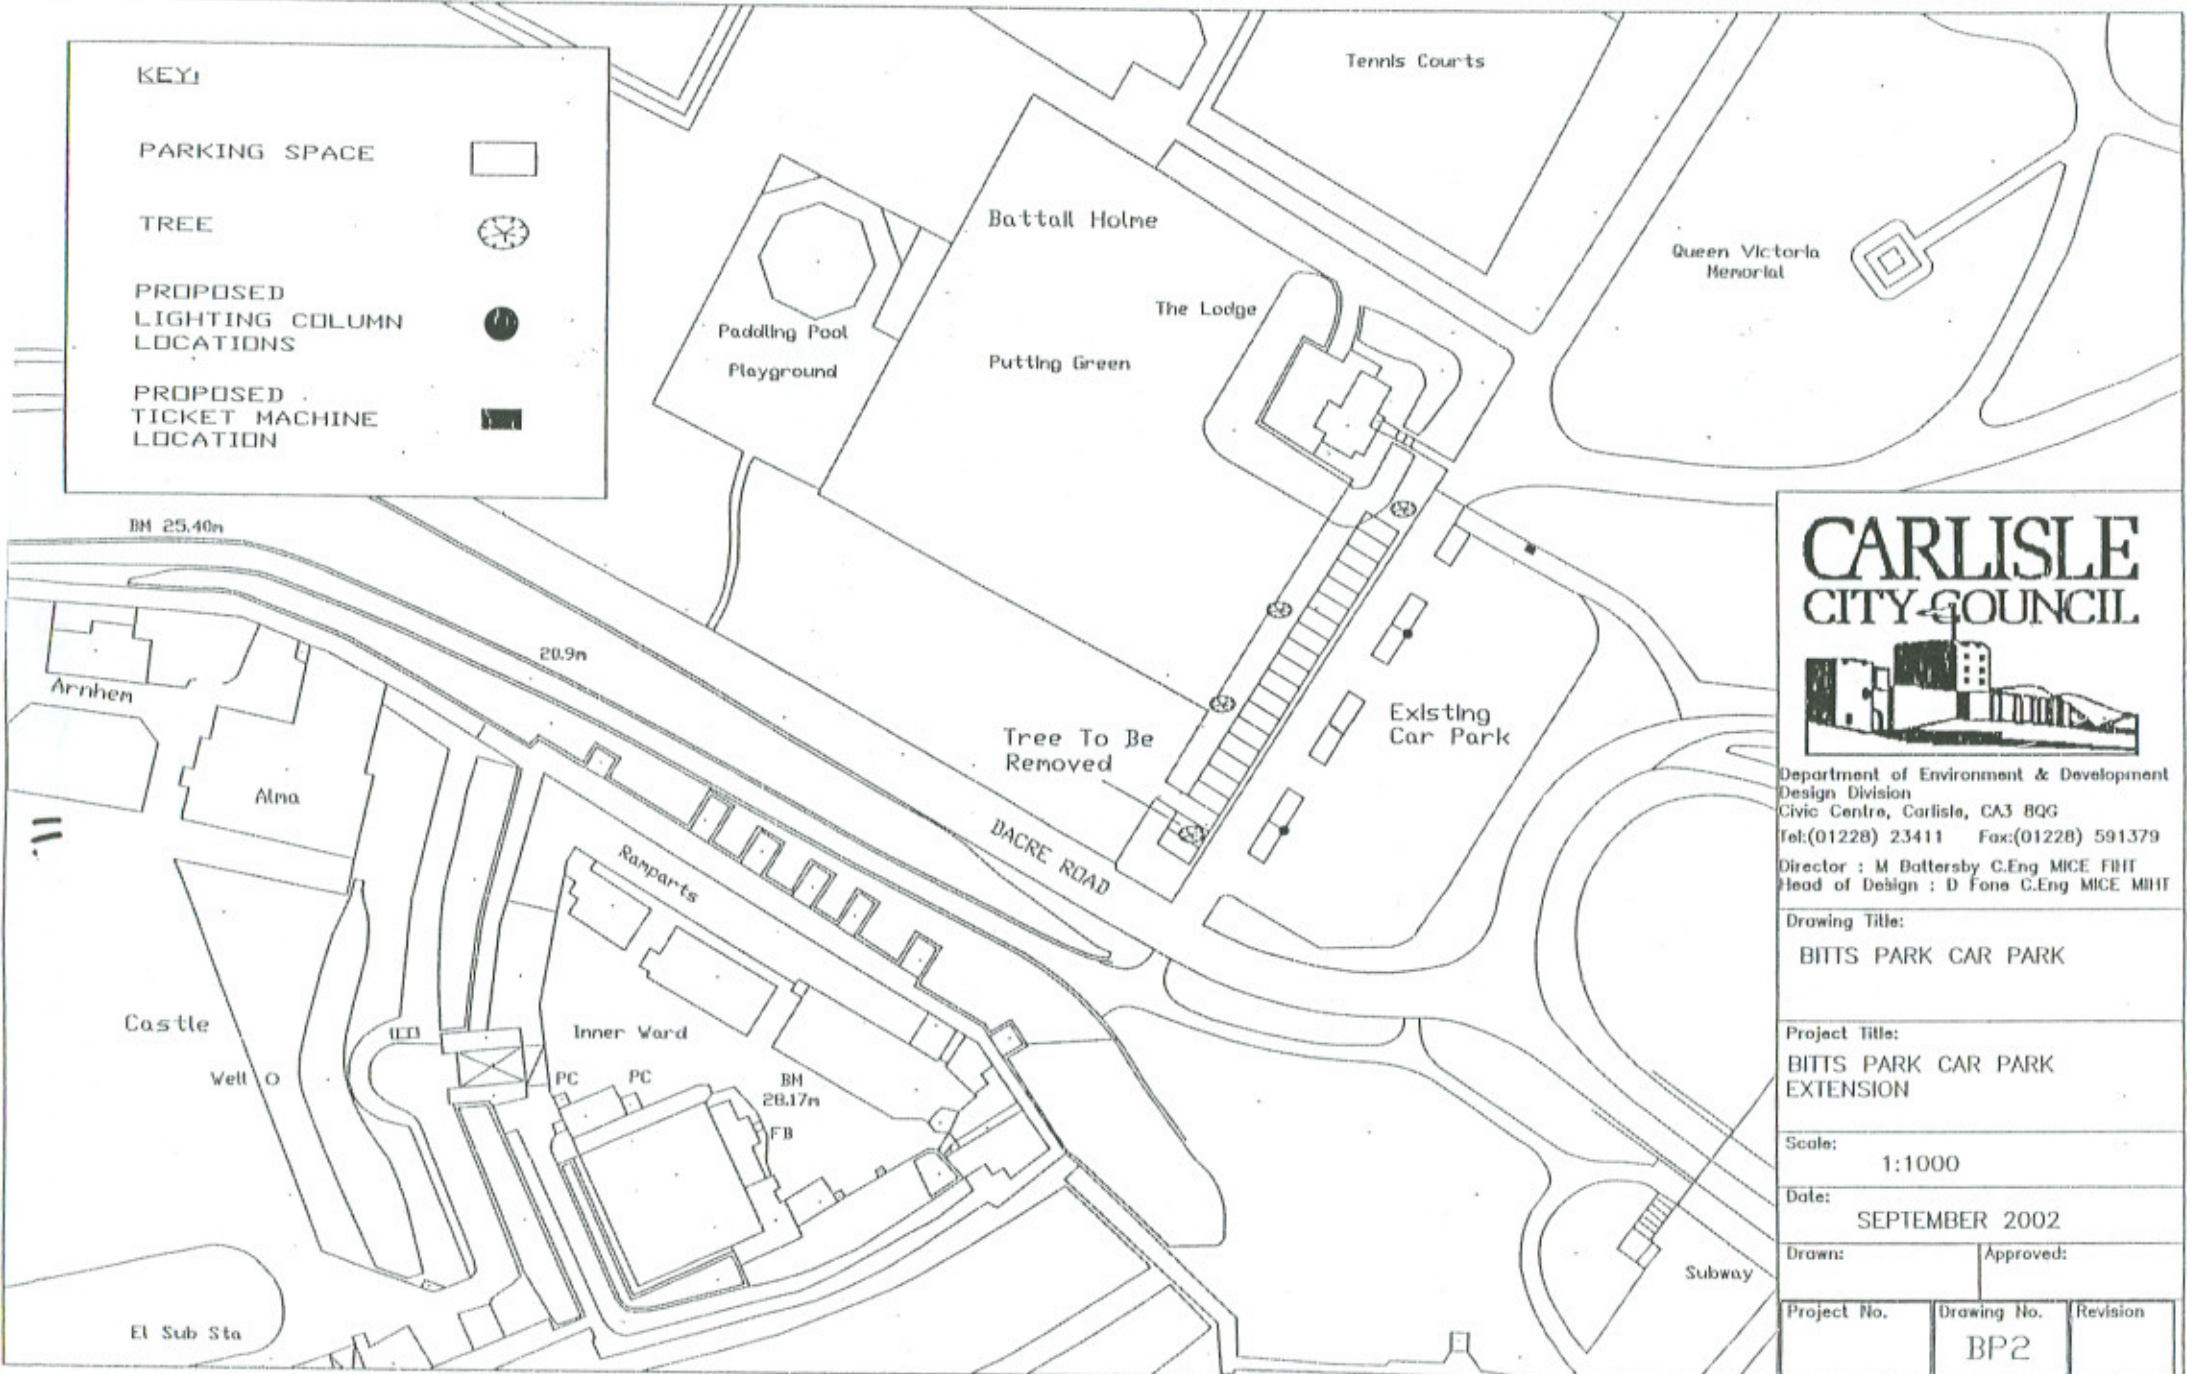 KEY:
PARKING SPACE
TREE
PROPOSED
LIGHTING COLUMN
LOCATIONS
PROPOSED
TICKET MACHINE
LOCATION
Tennis Courts
Battail Holme
Queen Victoria
Memorial
The Lodge
Paddling Pool
Playground
Putting Green
BM 25.40m
20.9m
Arnhem
Alma
Tree To Be
Removed
Existing
Car Park
DACRE ROAD
Ramparts
Castle
Well
Inner Ward
PC
PC
BM
28.17m
FB
El Sub Sta
Subway
CARLISLE
CITY COUNCIL
Department of Environment & Development
Design Division
Civic Centre, Carlisle, CA3 8QG
Tel:(01228) 23411 Fax:(01228) 591379
Director : M Battersby C.Eng MICE FIHT
Head of Design : D Fone C.Eng MICE MIHT
Drawing Title:
BITTS PARK CAR PARK
Project Title:
BITTS PARK CAR PARK
EXTENSION
Scale:
1:1000
Date:
SEPTEMBER 2002
Drawn: Approved:
Project No. Drawing No. Revision
BP2